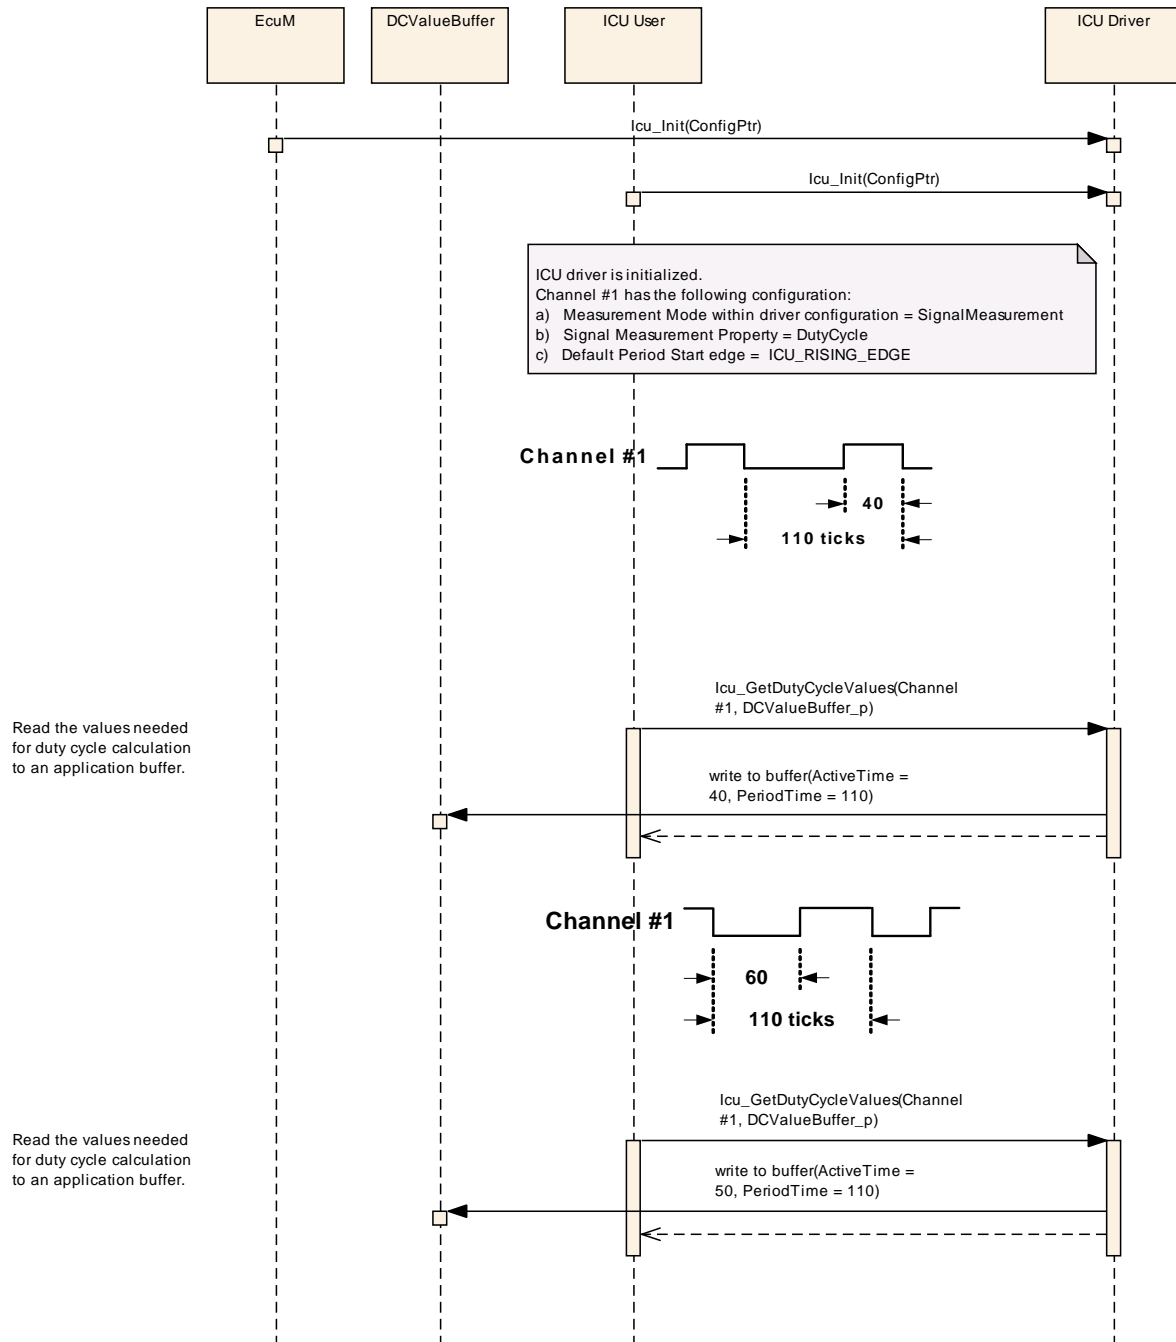 EcuM
DCValueBuffer
ICU User
ICU Driver
Icu_Init(ConfigPtr)
Icu_Init(ConfigPtr)
ICU driver is initialized.
Channel #1 has the following configuration:
a) Measurement Mode within driver configuration = SignalMeasurement
b) Signal Measurement Property = DutyCycle
c) Default Period Start edge = ICU_RISING_EDGE
Channel #1
40
110 ticks
Icu_GetDutyCycleValues(Channel
#1, DCValueBuffer_p)
Read the values needed
for duty cycle calculation
to an application buffer.
write to buffer(ActiveTime =
40, PeriodTime = 110)
Channel #1
60
110 ticks
Icu_GetDutyCycleValues(Channel
#1, DCValueBuffer_p)
Read the values needed
for duty cycle calculation
to an application buffer.
write to buffer(ActiveTime =
50, PeriodTime = 110)